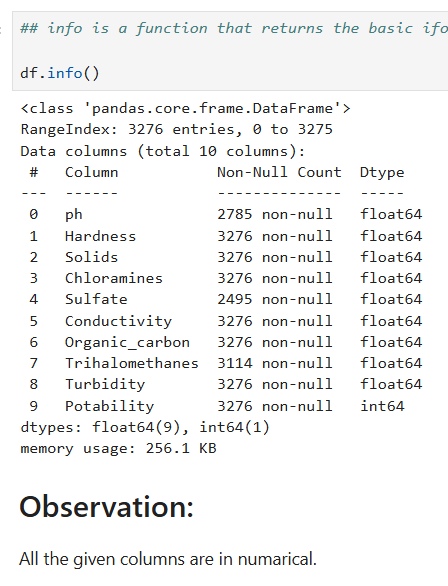 ## info is a function that returns the basic ifo
df.info()
<class 'pandas.core.frame.DataFrame'>
RangeIndex: 3276 entries, 0 to 3275
Data columns (total 10 columns):
#   Column           Non-Null Count  Dtype
---  ------           --------------  -----
0   ph               2785 non-null   float64
1   Hardness         3276 non-null   float64
2   Solids           3276 non-null   float64
3   Chloramines      3276 non-null   float64
4   Sulfate          2495 non-null   float64
5   Conductivity     3276 non-null   float64
6   Organic_carbon   3276 non-null   float64
7   Trihalomethanes  3114 non-null   float64
8   Turbidity        3276 non-null   float64
9   Potability       3276 non-null   int64
dtypes: float64(9), int64(1)
memory usage: 256.1 KB
Observation:
All the given columns are in numarical.